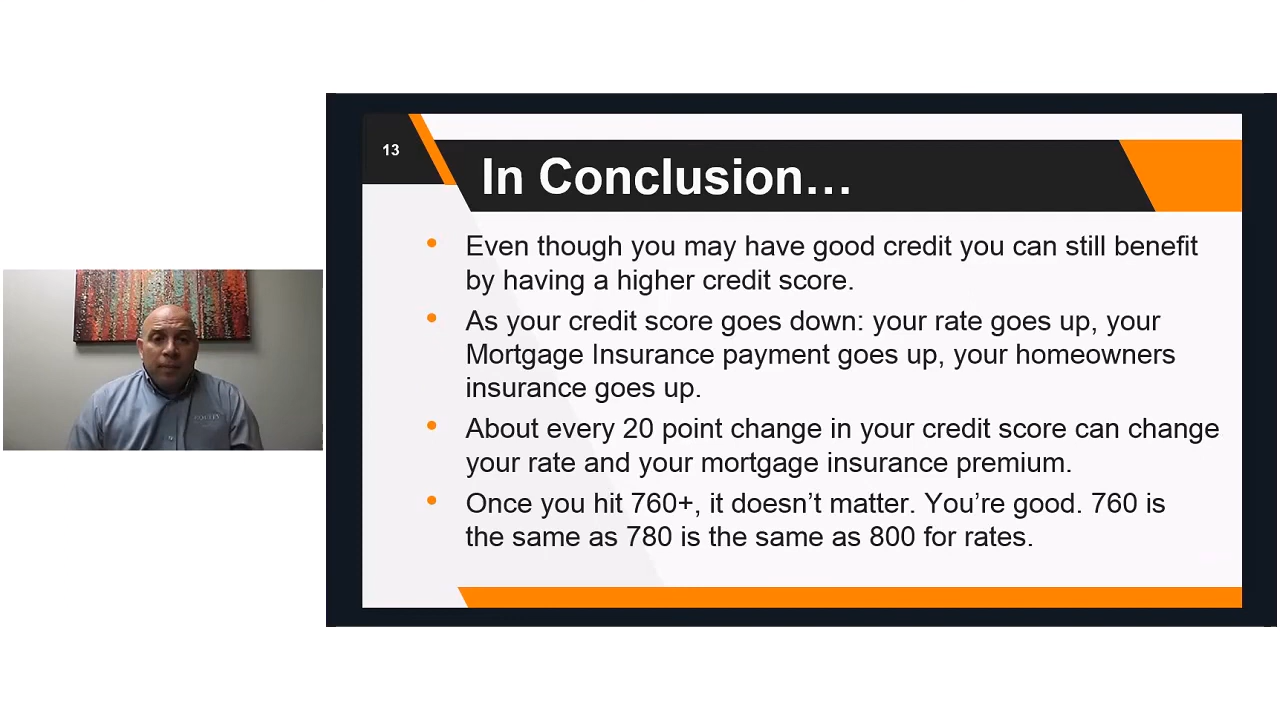 13
In Conclusion…
• Even though you may have good credit you can still benefit
by having a higher credit score.
• As your credit score goes down: your rate goes up, your
Mortgage Insurance payment goes up, your homeowners
insurance goes up.
• About every 20 point change in your credit score can change
your rate and your mortgage insurance premium.
• Once you hit 760+, it doesn’t matter. You’re good. 760 is
the same as 780 is the same as 800 for rates.